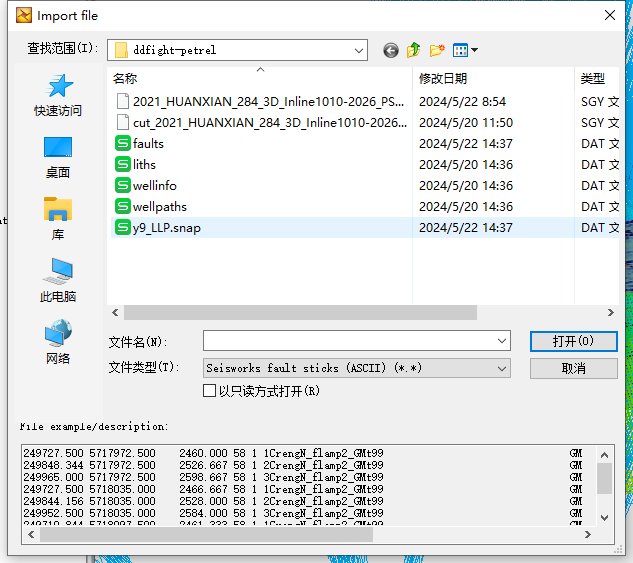 Import file
查找范围(I):
ddfight-petrel
快速访问
桌面
库
此电脑
网络
名称 修改日期 类型
2021_HUANXIAN_284_3D_Inline1010-2026_PS... 2024/5/22 8:54 SGY 文
cut_2021_HUANXIAN_284_3D_Inline1010-2026... 2024/5/20 11:50 SGY 文
faults 2024/5/22 14:37 DAT 文
liths 2024/5/20 14:36 DAT 文
wellinfo 2024/5/20 14:36 DAT 文
wellpaths 2024/5/20 14:36 DAT 文
y9_LLP.snap 2024/5/22 14:37 DAT 文
文件名(N): 打开(O)
文件类型(T): Seisworks fault sticks (ASCII) (*.*) 取消
以只读方式打开(R)
File example/description:
249727.500 5717972.500 2460.000 58 1 1CrengN_flamp2_GMt99 GM
249848.344 5717972.500 2526.667 58 1 2CrengN_flamp2_GMt99 GM
249965.000 5717972.500 2598.667 58 1 3CrengN_flamp2_GMt99 GM
249727.500 5718035.000 2466.667 58 1 1CrengN_flamp2_GMt99 GM
249844.156 5718035.000 2528.000 58 1 2CrengN_flamp2_GMt99 GM
249952.500 5718035.000 2584.000 58 1 3CrengN_flamp2_GMt99 GM